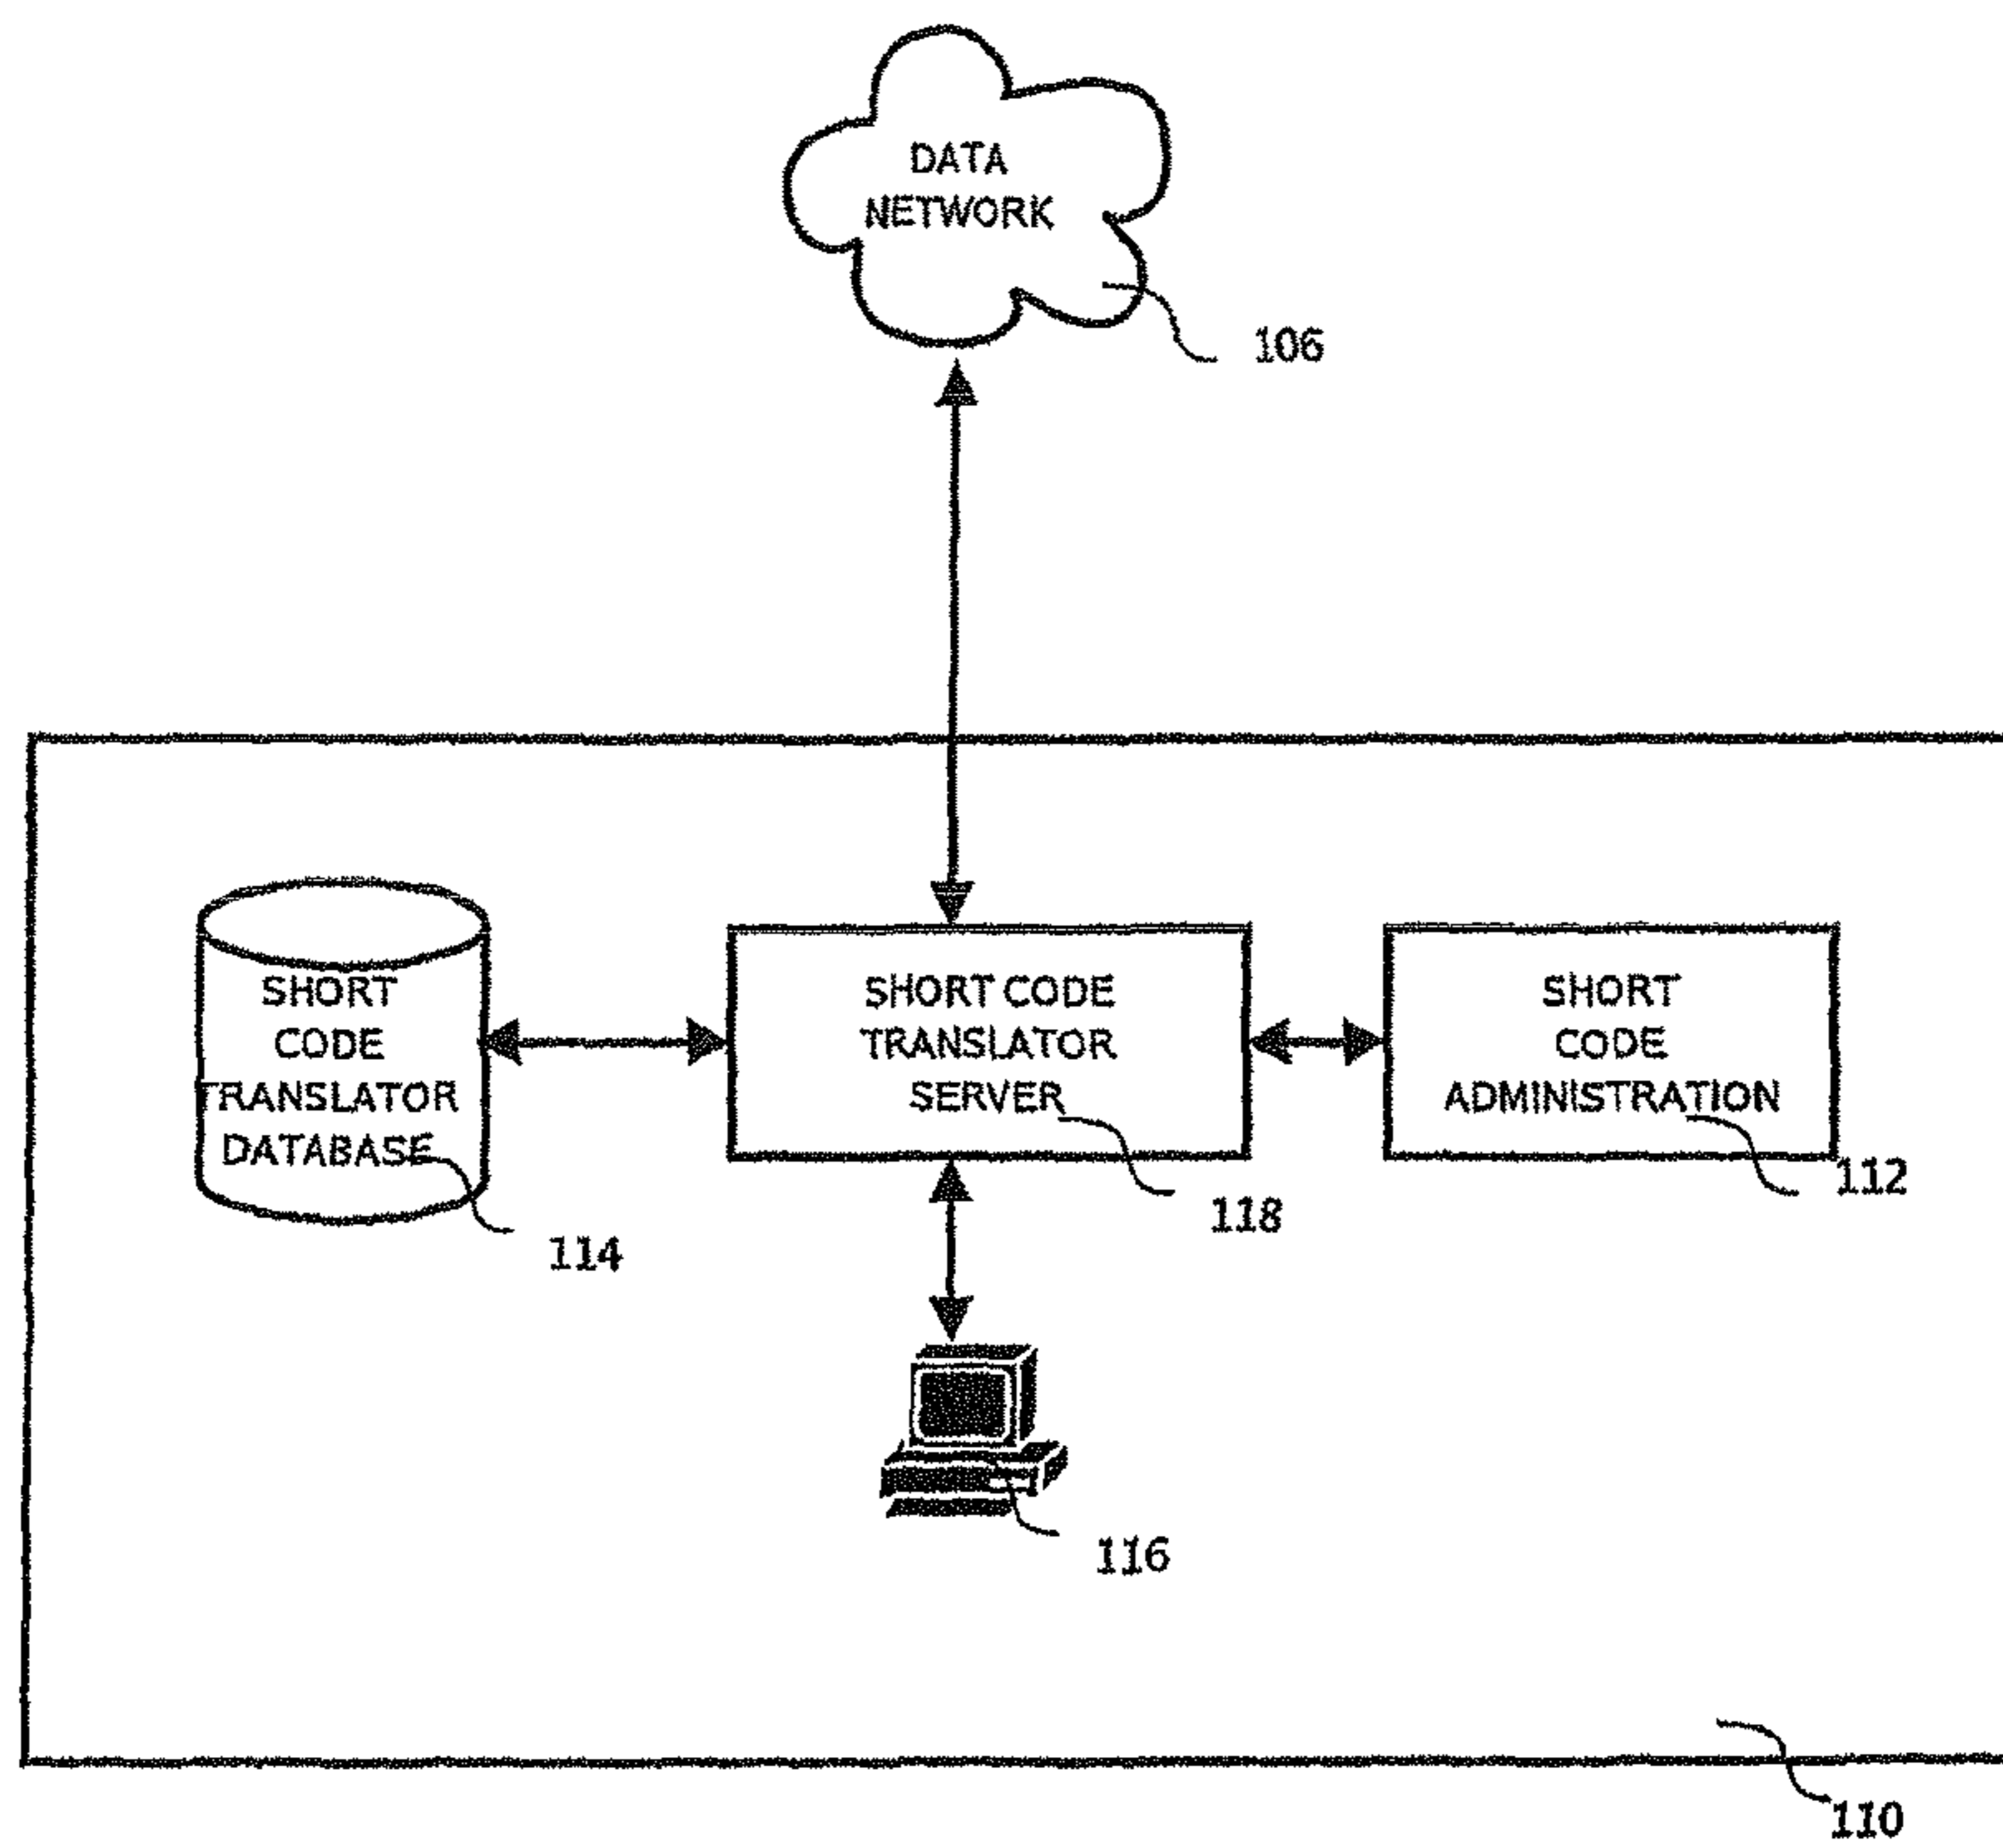 DATA
NETWORK
106
SHORT
CODE
TRANSLATOR
DATABASE
114
SHORT CODE
TRANSLATOR
SERVER
118
SHORT
CODE
ADMINISTRATION
112
116
110